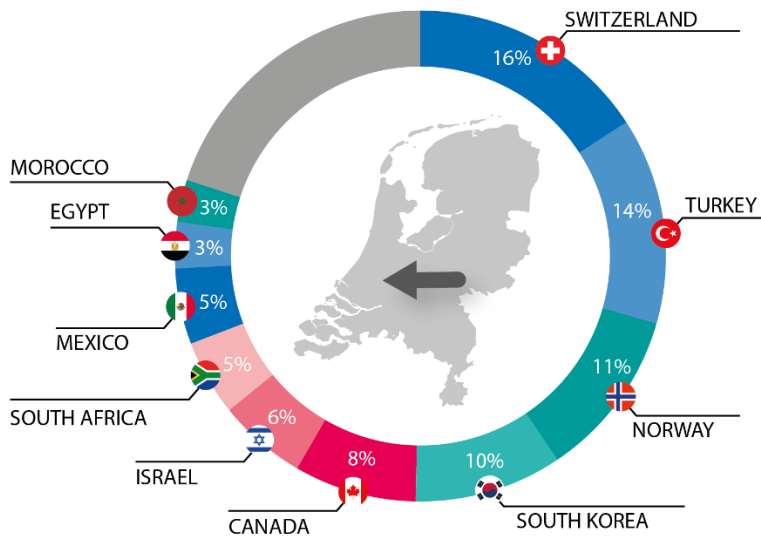 SWITZERLAND
16%
TURKEY
14%
NORWAY
11%
SOUTH KOREA
10%
CANADA
8%
ISRAEL
6%
SOUTH AFRICA
5%
MEXICO
5%
EGYPT
3%
MOROCCO
3%